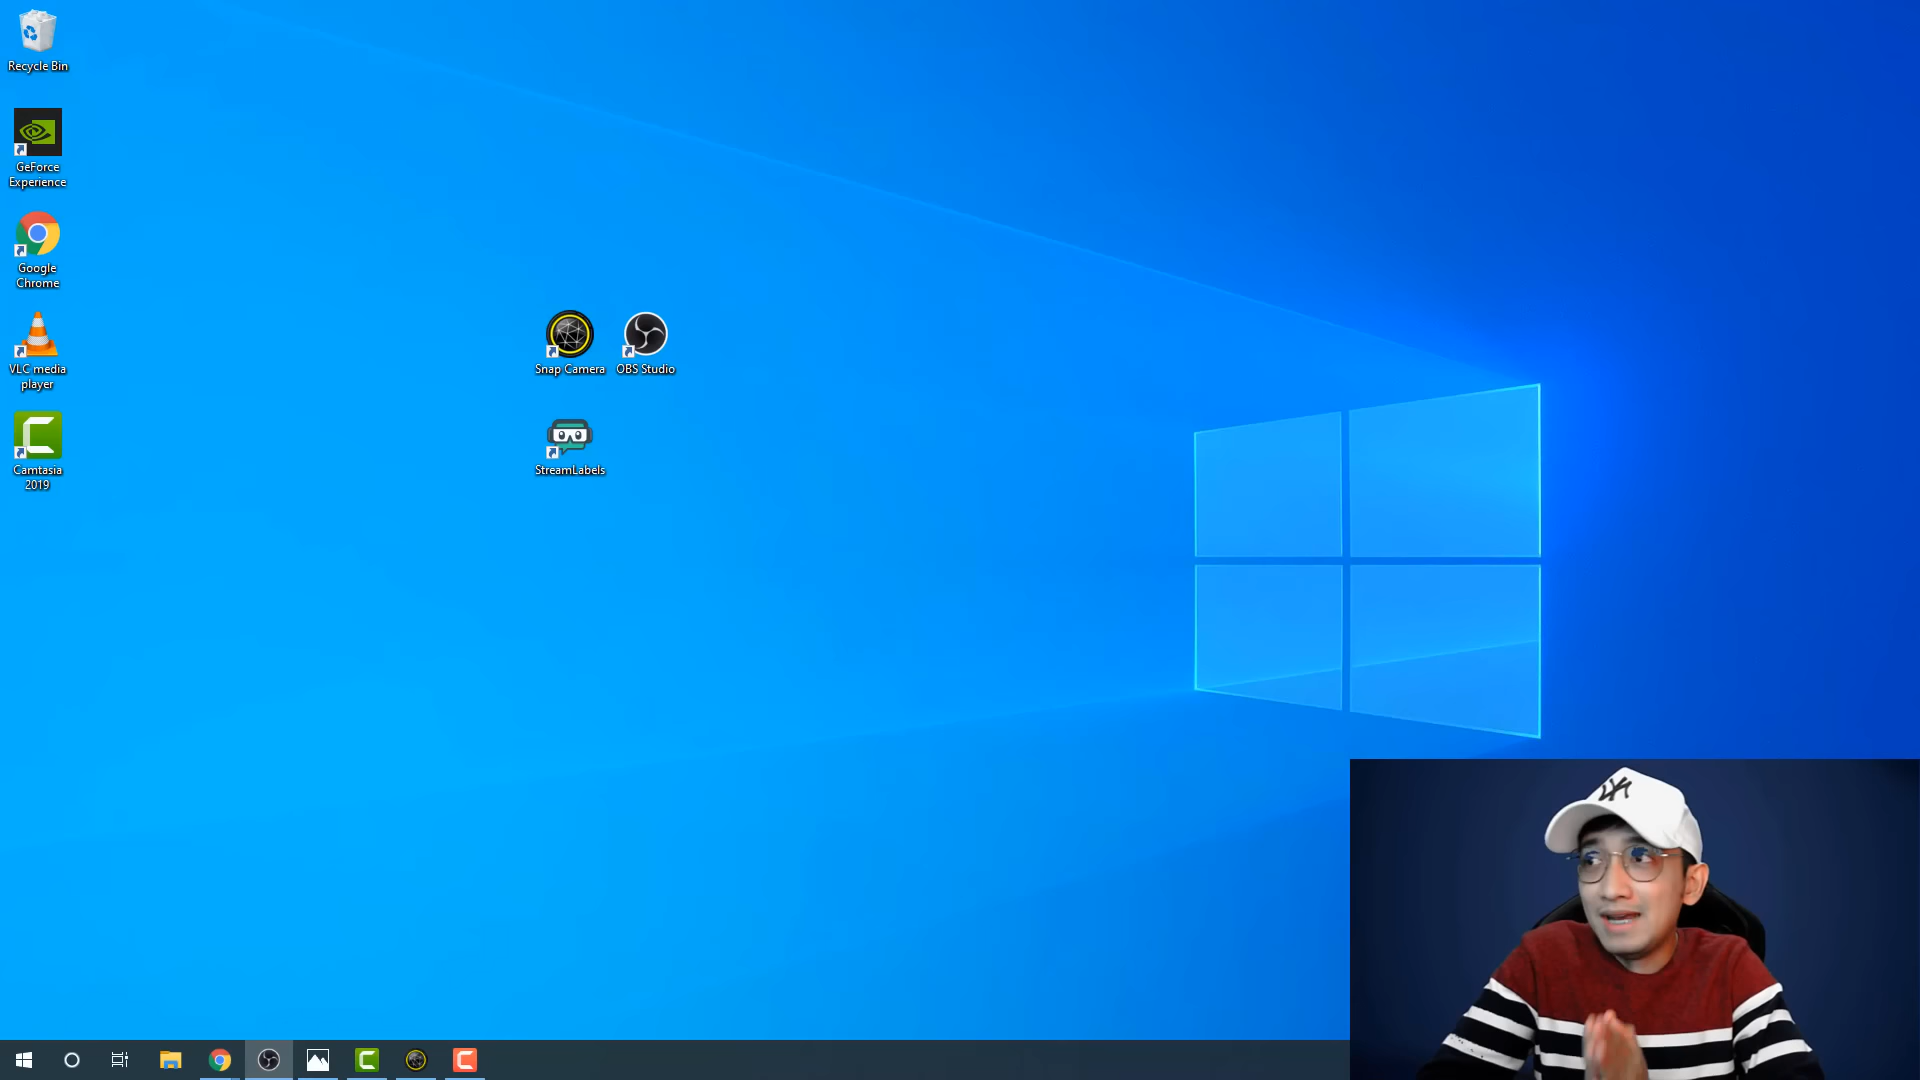 Recycle Bin
GeForce
Experience
Google
Chrome
VLC media
player
Camtasia
2019
Snap Camera
OBS Studio
StreamLabels